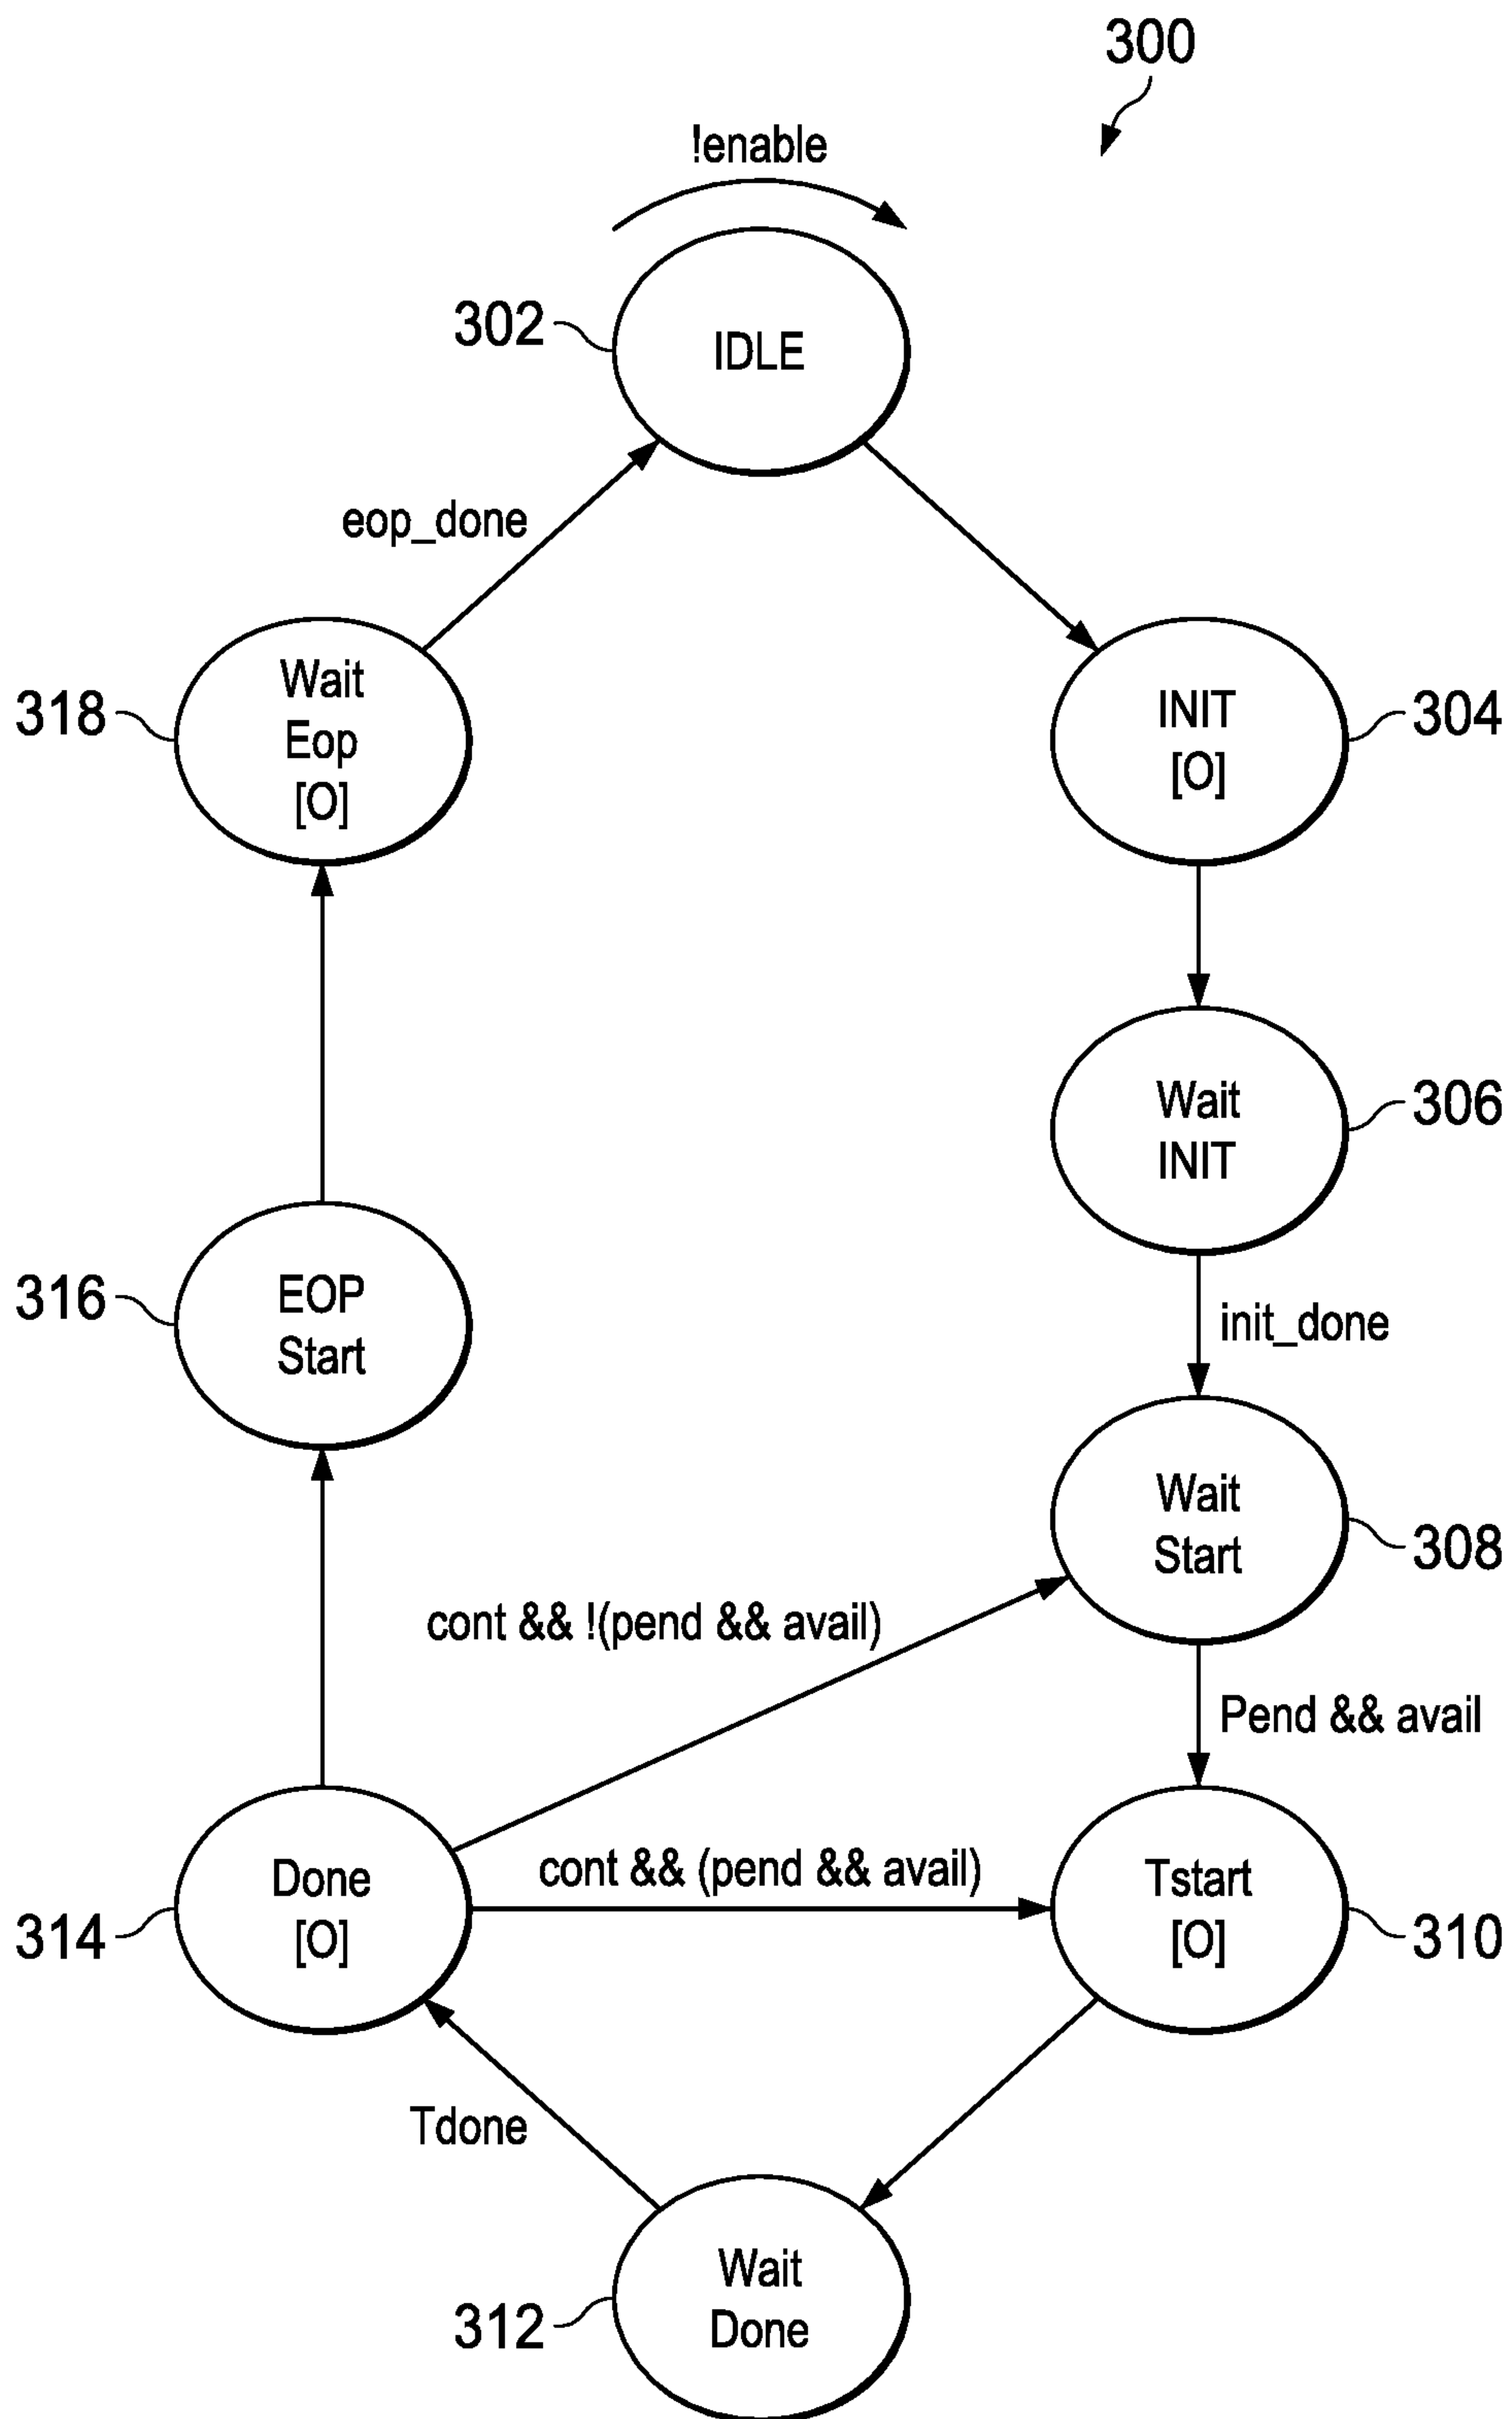 300
!enable
302
IDLE
eop_done
318
Wait
Eop
[O]
INIT
[O]
304
Wait
INIT
306
316
EOP
Start
init_done
Wait
Start
308
cont && !(pend && avail)
Pend && avail
314
Done
[O]
cont && (pend && avail)
Tstart
[O]
310
Tdone
312
Wait
Done